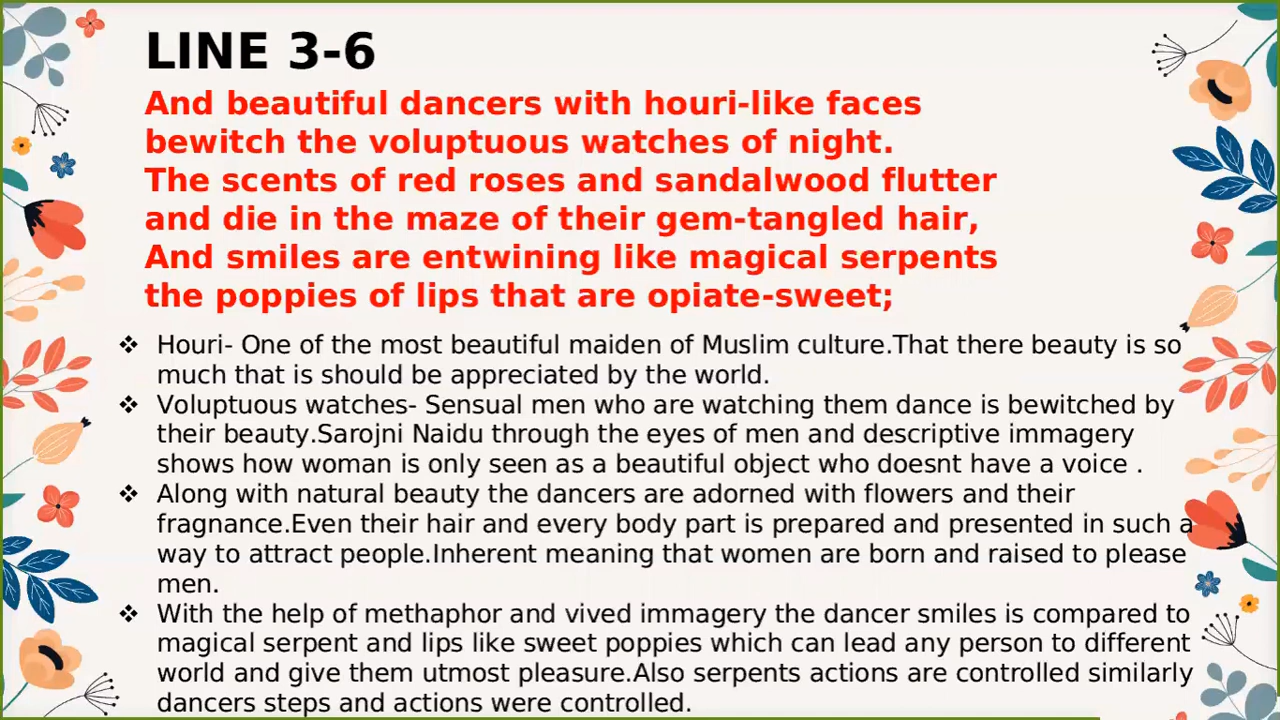 LINE 3-6
And beautiful dancers with houri-like faces
bewitch the voluptuous watches of night.
The scents of red roses and sandalwood flutter
and die in the maze of their gem-tangled hair,
And smiles are entwining like magical serpents
the poppies of lips that are opiate-sweet;
❖ Houri- One of the most beautiful maiden of Muslim culture.That there beauty is so
much that is should be appreciated by the world.
❖ Voluptuous watches- Sensual men who are watching them dance is bewitched by
their beauty.Sarojni Naidu through the eyes of men and descriptive immagery
shows how woman is only seen as a beautiful object who doesnt have a voice .
❖ Along with natural beauty the dancers are adorned with flowers and their
fragnance.Even their hair and every body part is prepared and presented in such a
way to attract people.Inherent meaning that women are born and raised to please
men.
❖ With the help of methaphor and vived immagery the dancer smiles is compared to
magical serpent and lips like sweet poppies which can lead any person to different
world and give them utmost pleasure.Also serpents actions are controlled similarly
dancers steps and actions were controlled.